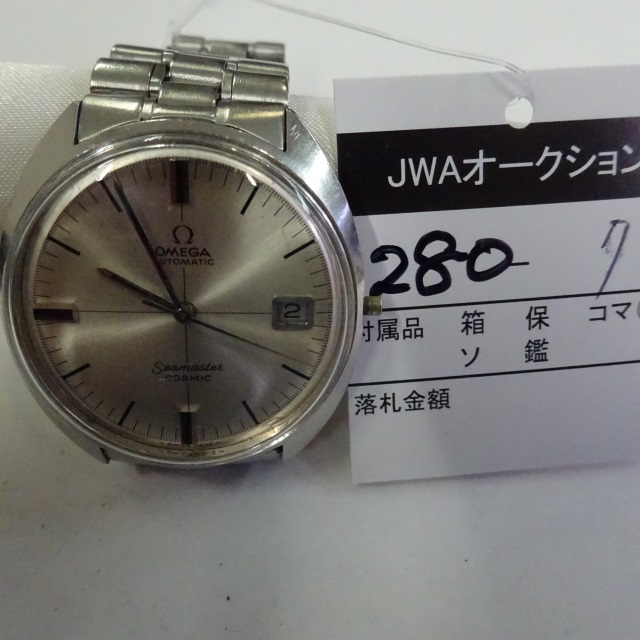 OMEGA
AUTOMATIC
2
Seamaster
COSMIC
JWAオークション
280 7
付属品 箱 保 コマ(
ソ 鑑
落札金額